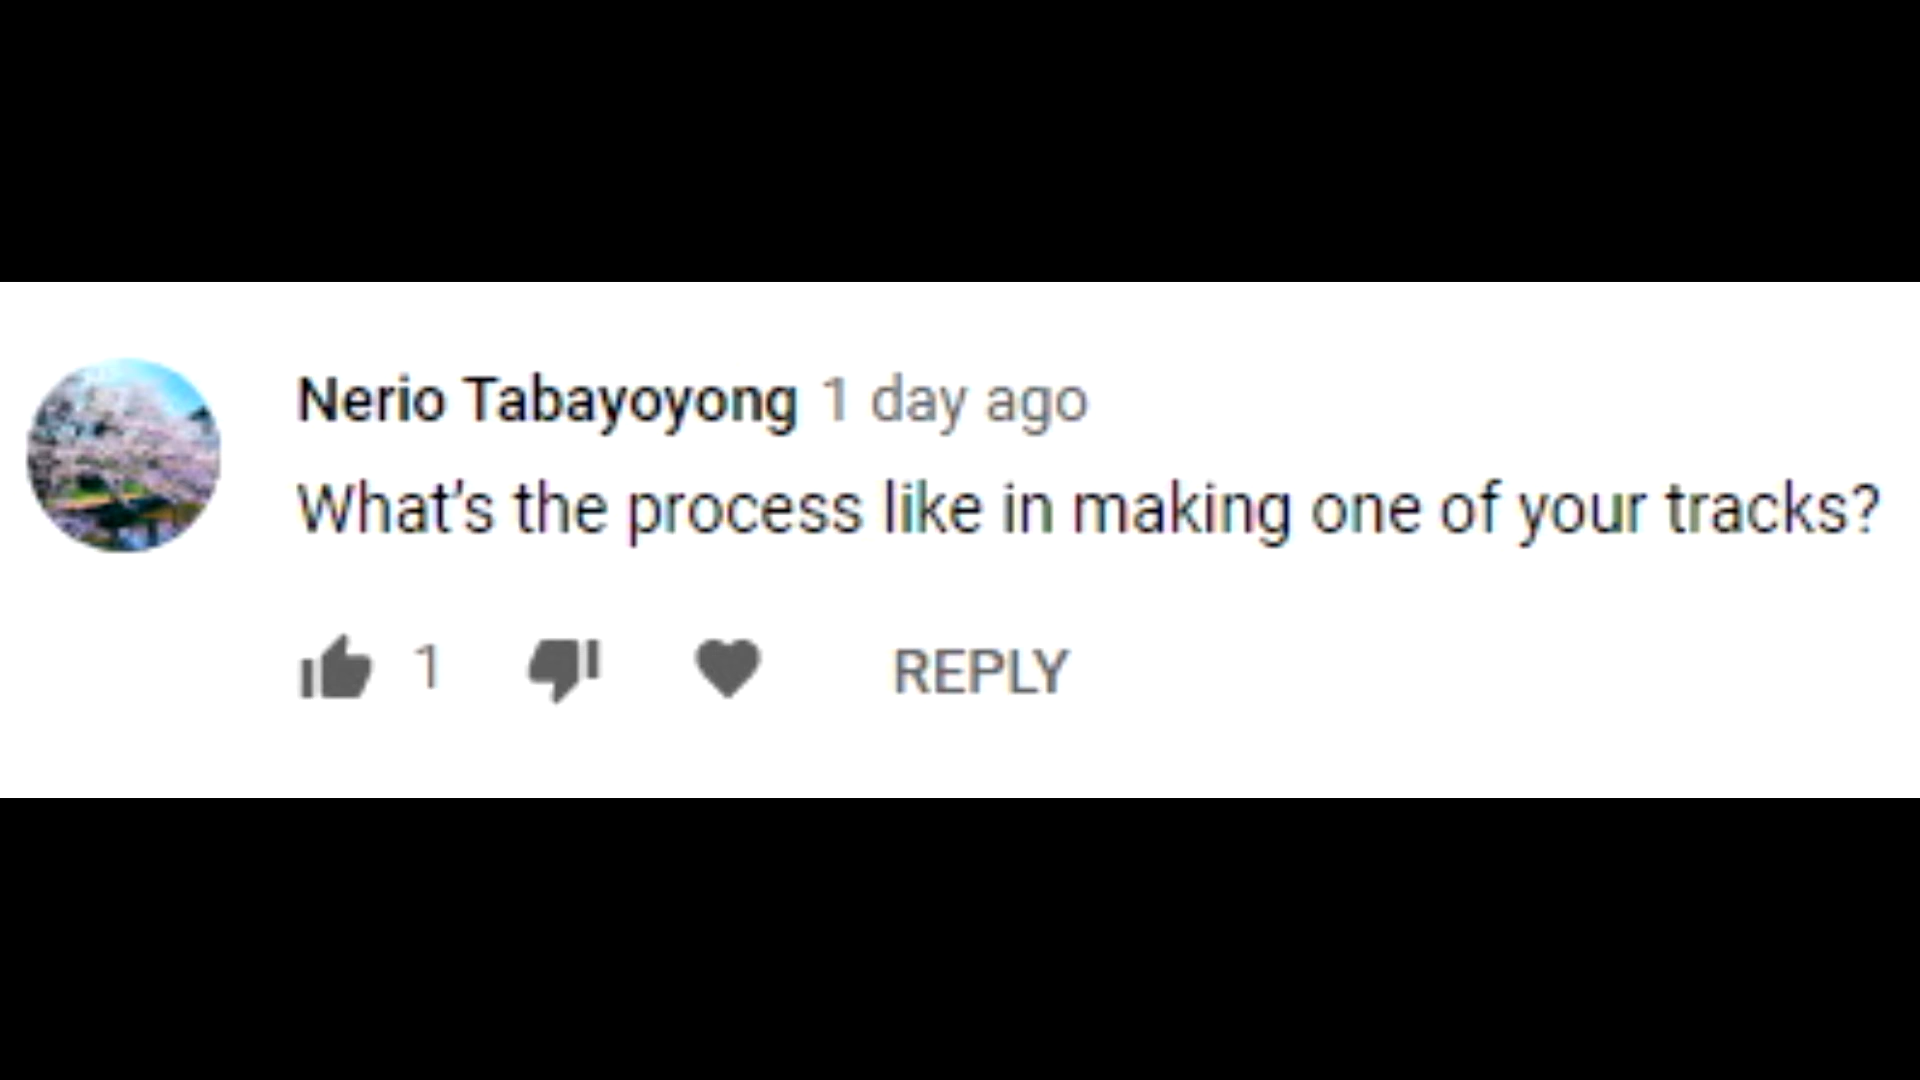 Nerio Tabayoyong 1 day ago
What's the process like in making one of your tracks?
1 REPLY